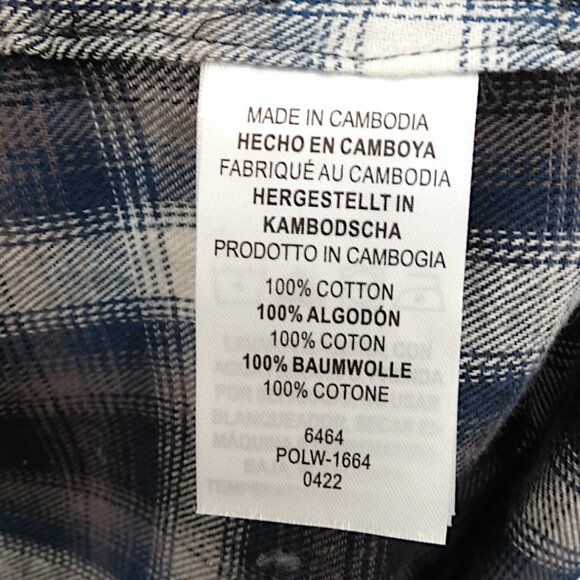 MADE IN CAMBODIA
HECHO EN CAMBOYA
FABRIQUÉ AU CAMBODIA
HERGESTELLT IN
KAMBODSCHA
PRODOTTO IN CAMBOGIA
100% COTTON
100% ALGODÓN
100% COTON
100% BAUMWOLLE
100% COTONE
6464
POLW-1664
0422